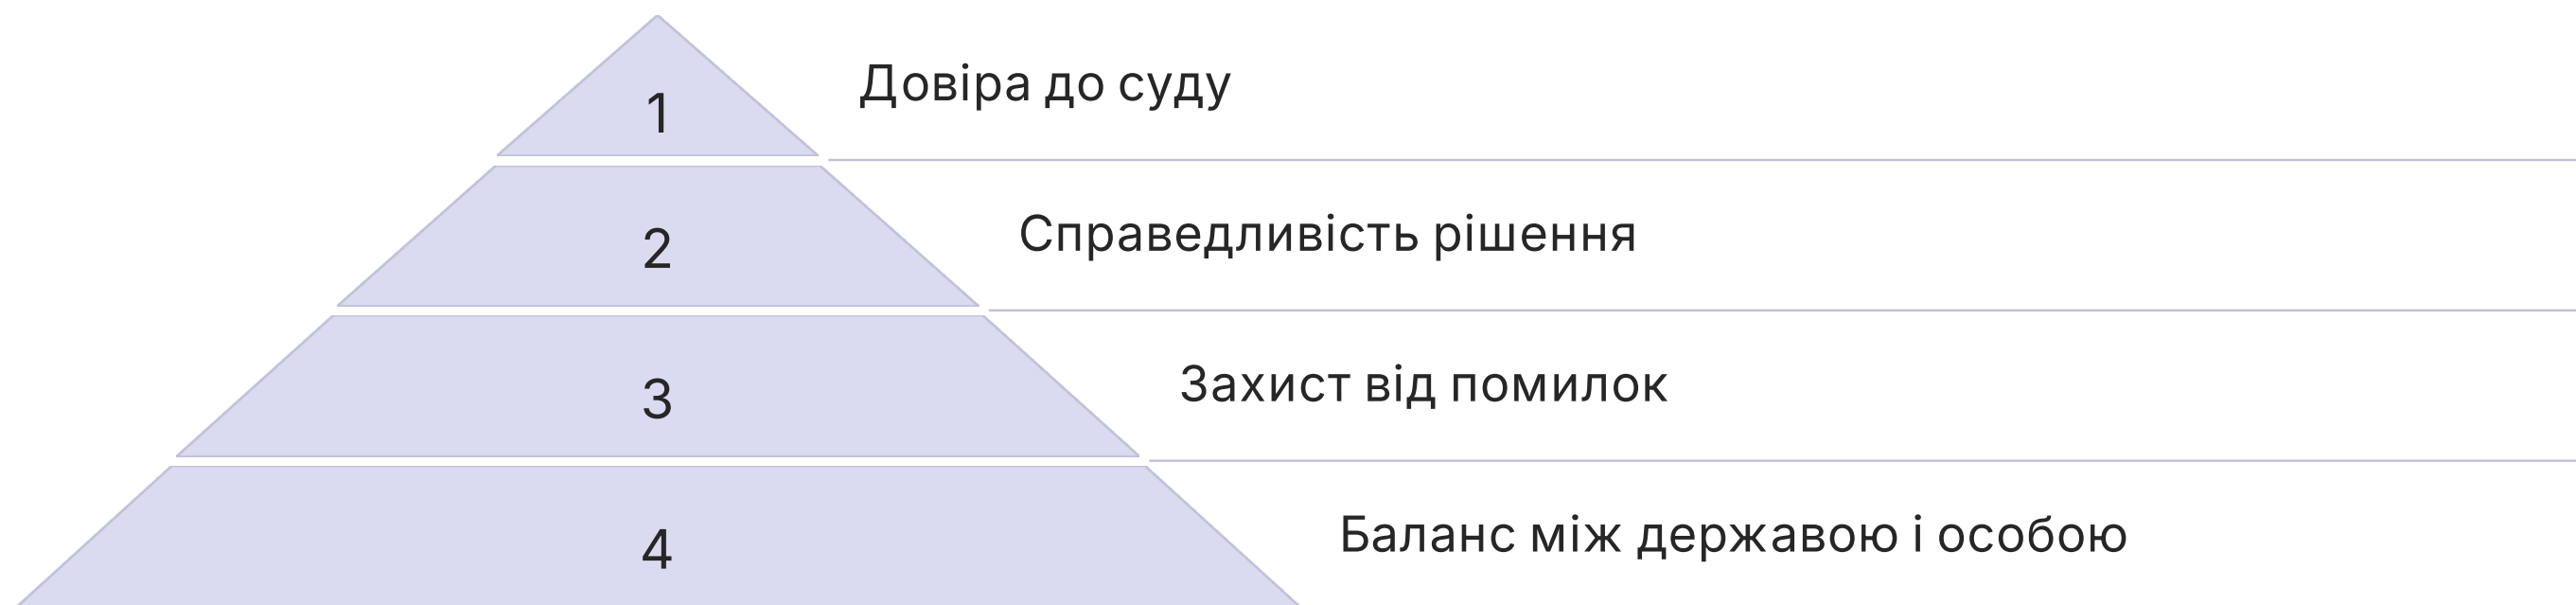 1
Довіра до суду
2
Справедливість рішення
3
Захист від помилок
4
Баланс між державою і особою